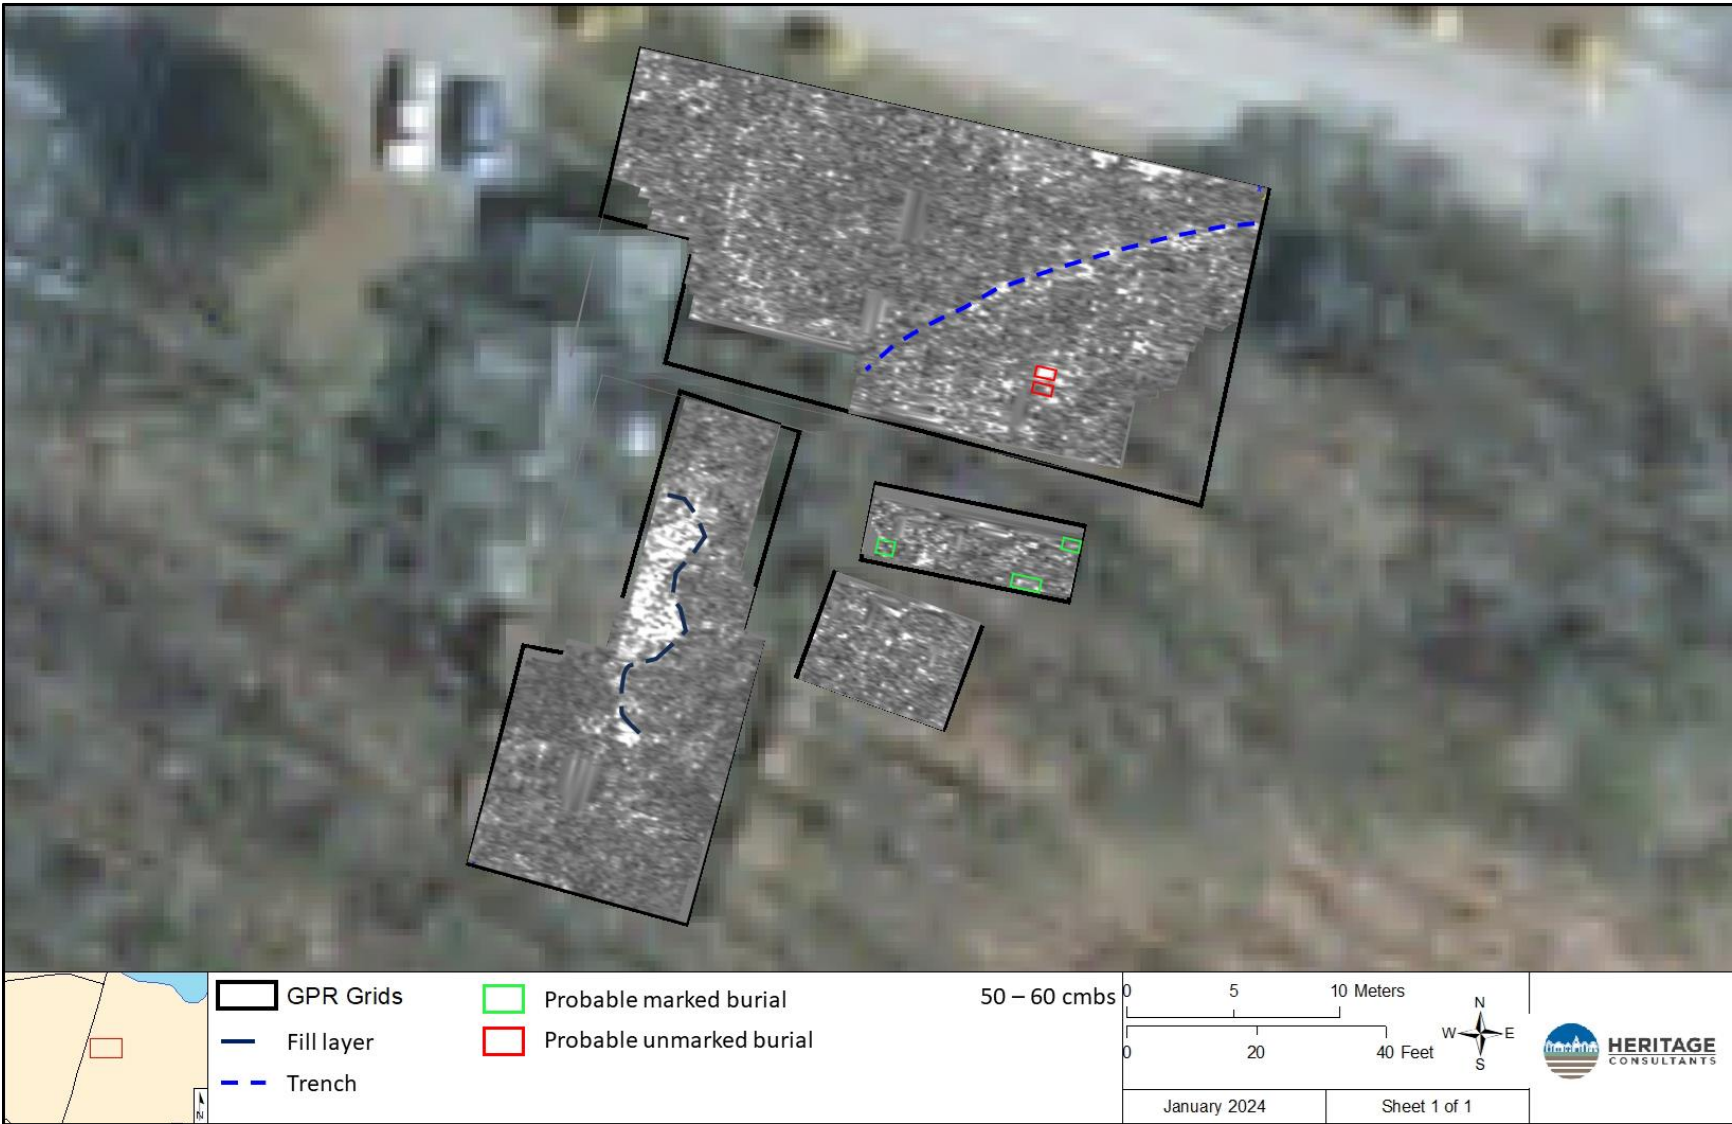 GPR Grids
Fill layer
Trench
Probable marked burial
Probable unmarked burial
50 – 60 cmbs
0 5 10 Meters
0 20 40 Feet
N
W E
S
N
January 2024
Sheet 1 of 1
HERITAGE
CONSULTANTS